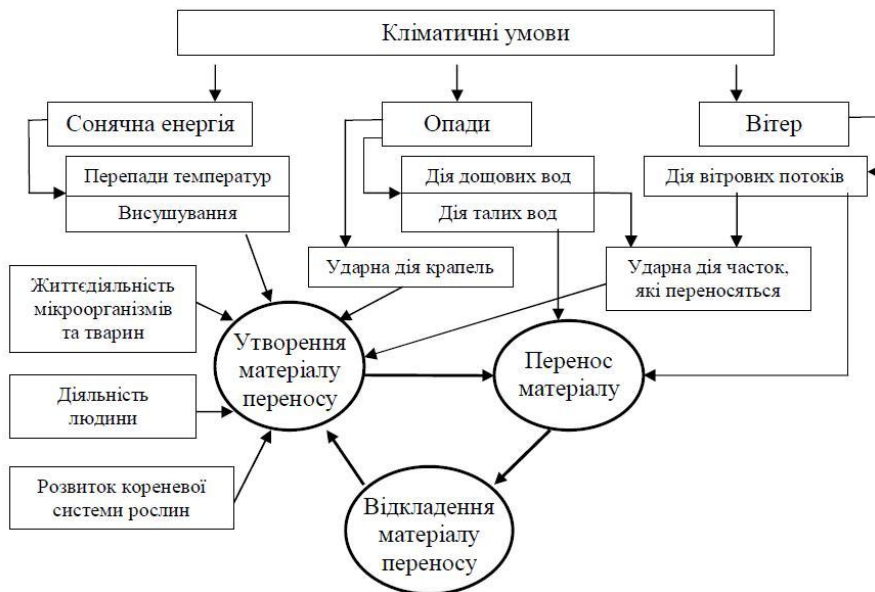 Кліматичні умови
Сонячна енергія
Опади
Вітер
Перепади температур
Висушування
Дія дощових вод
Дія талих вод
Дія вітрових потоків
Ударна дія крапель
Ударна дія часток,
які переносяться
Життєдіяльність
мікроорганізмів
та тварин
Утворення
матеріалу
переносу
Перенос
матеріалу
Діяльність
людини
Розвиток кореневої
системи рослин
Відкладення
матеріалу
переносу